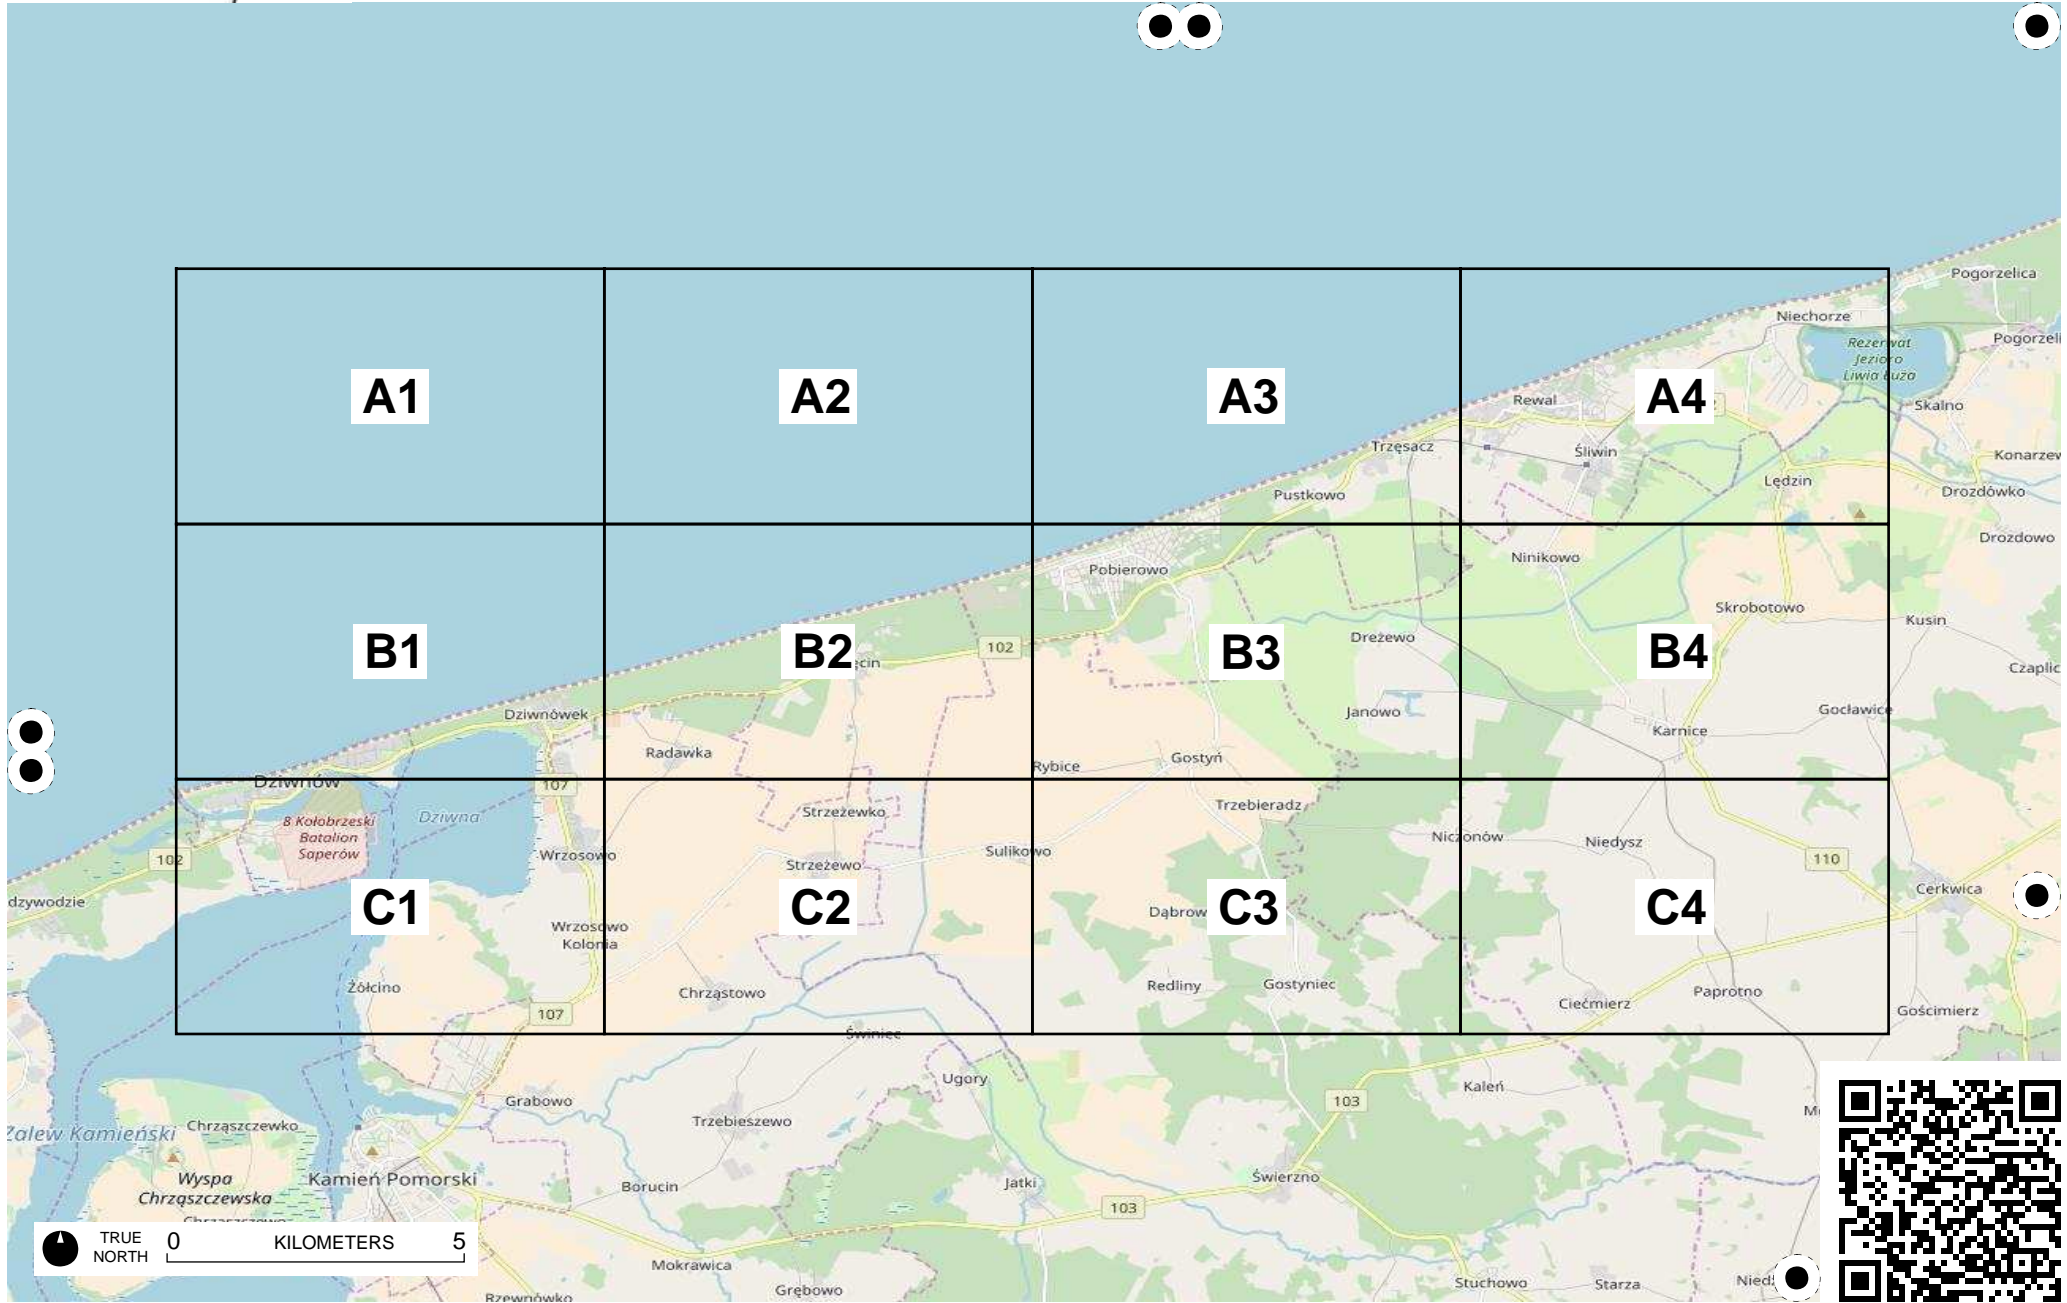 Pogorzelica
Niechorze
Pogorzeli
Rezerwat
Jezioro
Liwia Łuża
A1
A2
A3
A4
Rewal
Skalno
Trzęsacz
Śliwin
Konarzew
Lędzin
Pustkowo
Drozdówko
Drozdowo
Ninikowo
Pobierowo
Skrobotowo
Kusin
Dreżewo
B1
B2
B3
B4
102
Czaplic
Dziwnówek
Janowo
Gocławice
Karnice
Radawka
Gostyń
Rybice
Dziwnów
107
Trzebieradz
Strzeżewko
Dziwna
8 Kołobrzeski
Batalion
Saperów
Niczonów
Niedysz
Wrzosowo
Sulikowo
102
Strzeżewo
110
Cerkwica
dzywodzie
C1
C2
Dąbrow
C3
C4
Wrzosowo
Kolonia
Żółcino
Chrząstowo
Redliny
Gostyniec
Paprotno
Ciećmierz
Gościmierz
107
Świniec
Ugory
Kaleń
Grabowo
103
Chrząszczewko
Trzebieszewo
Zalew Kamieński
Wyspa
Chrząszczewska
Kamień Pomorski
Świerzno
Borucin
Jatki
103
TRUE
NORTH
0 KILOMETERS 5
Mokrawica
Stuchowo
Starza
Grębowo
Rzewnówko